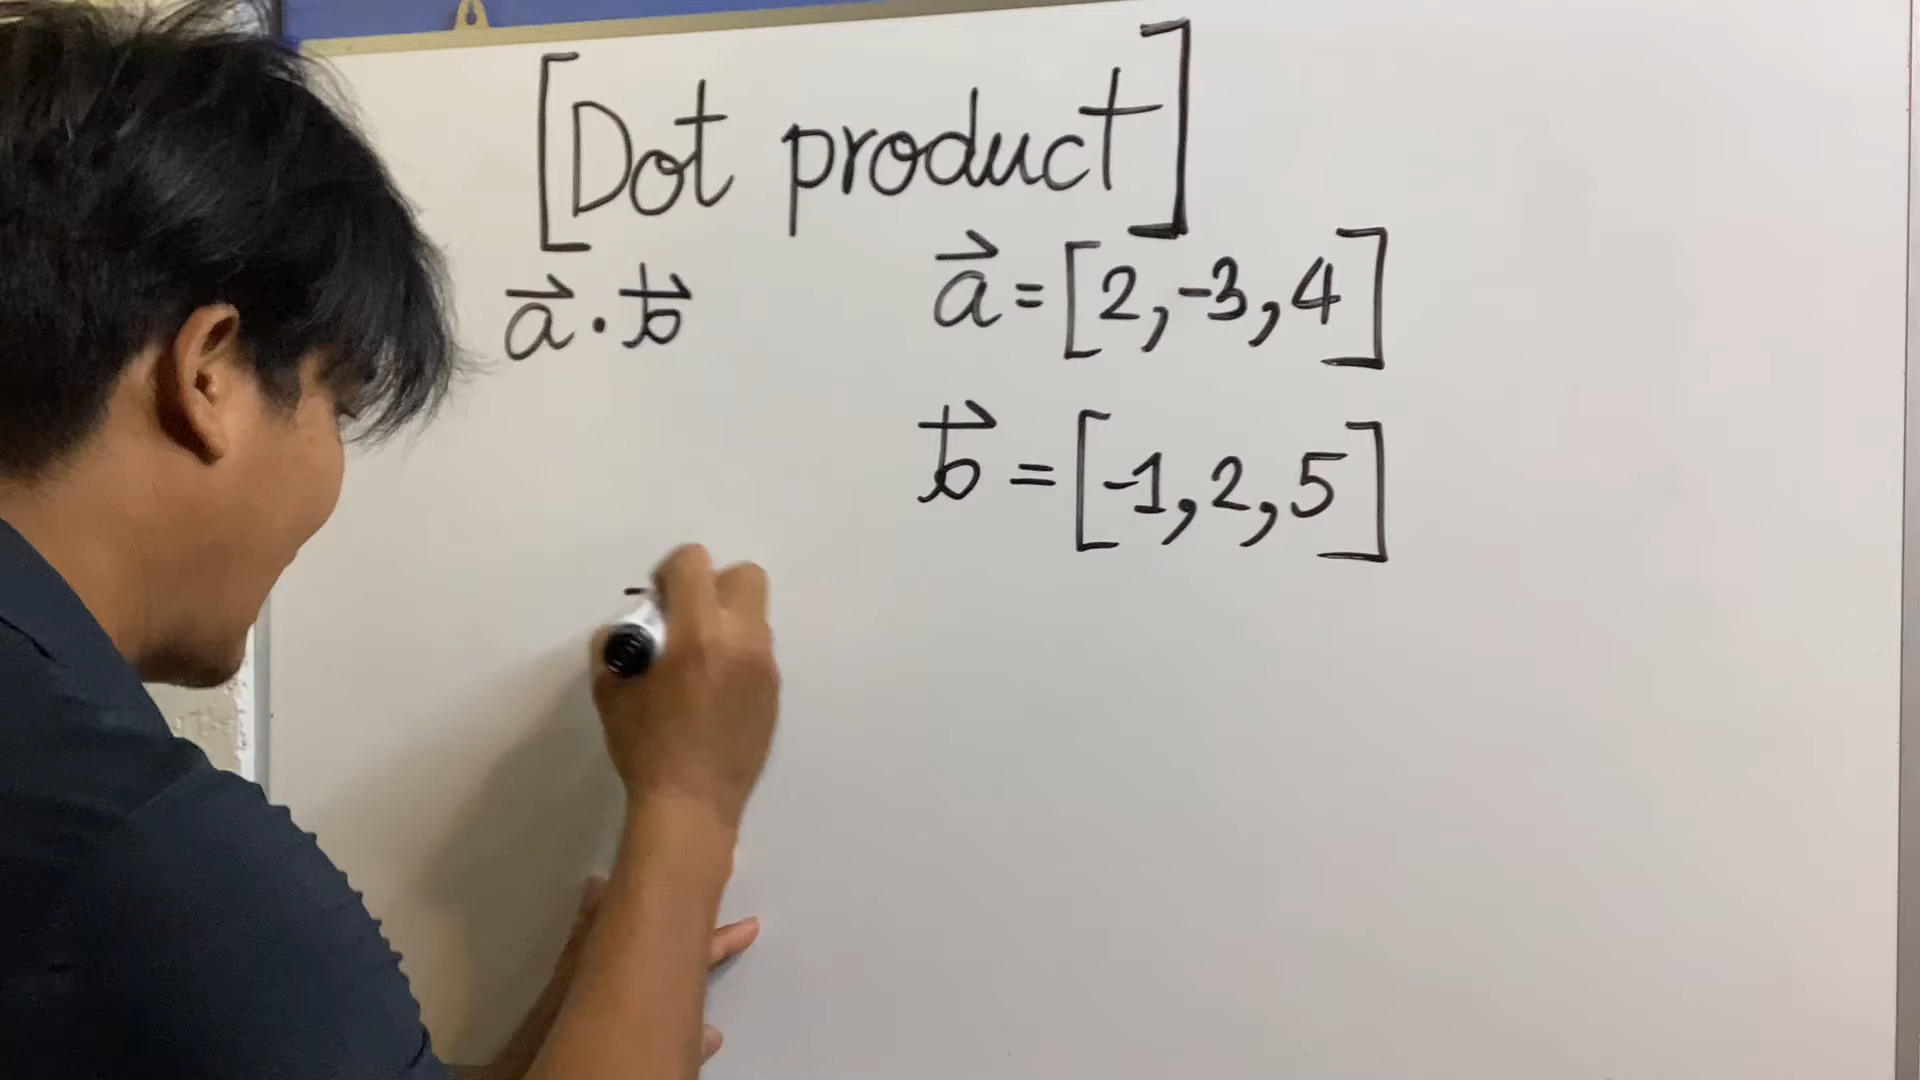 [Dot product]
a⃗ · b⃗
a⃗ = [2, -3, 4]
b⃗ = [-1, 2, 5]